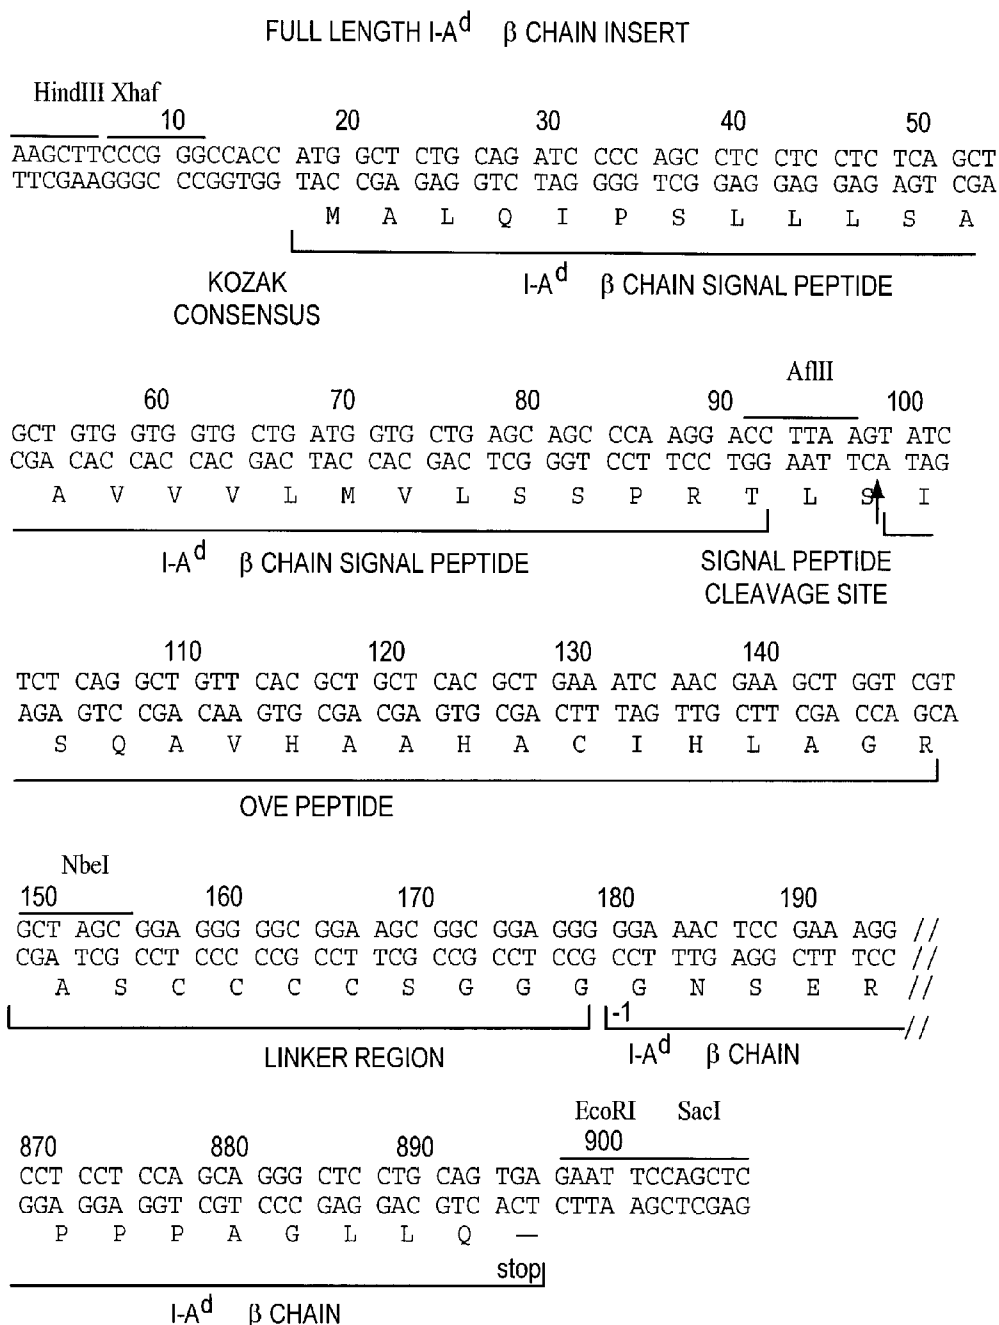 FULL LENGTH I-Ad β CHAIN INSERT
HindIII Xhaf
10 20 30 40 50
AAGCTTCCCG GGCCACC ATG GCT CTG CAG ATC CCC AGC CTC CTC CTC TCA GCT
TTCGAAGGGC CCGGTGG TAC CGA GAG GTC TAG GGG TCG GAG GAG GAG AGT CGA
M A L Q I P S L L L S A
KOZAK CONSENSUS
I-Ad β CHAIN SIGNAL PEPTIDE
AflII
60 70 80 90 100
GCT GTG GTG GTG CTG ATG GTG CTG AGC AGC CCA AGG ACC TTA AGT ATC
CGA CAC CAC CAC GAC TAC CAC GAC TCG GGT CCT TCC TGG AAT TCA TAG
A V V V L M V L S S P R T L S I
I-Ad β CHAIN SIGNAL PEPTIDE
SIGNAL PEPTIDE CLEAVAGE SITE
110 120 130 140
TCT CAG GCT GTT CAC GCT GCT CAC GCT GAA ATC AAC GAA GCT GGT CGT
AGA GTC CGA CAA GTG CGA CGA GTG CGA CTT TAG TTG CTT CGA CCA GCA
S Q A V H A A H A C I H L A G R
OVE PEPTIDE
NbeI
150 160 170 180 190
GCT AGC GGA GGG GGC GGA AGC GGC GGA GGG GGA AAC TCC GAA AGG //
CGA TCG CCT CCC CCG CCT TCG CCG CCT CCG CCT TTG AGG CTT TCC //
A S C C C C S G G G G N S E R //
-1 //
LINKER REGION
I-Ad β CHAIN
EcoRI SacI
870 880 890 900
CCT CCT CCA GCA GGG CTC CTG CAG TGA GAAT TCCAGCTC
GGA GGA GGT CGT CCC GAG GAC GTC ACT CTTA AGCTCGAG
P P P A G L L Q —
stop
I-Ad β CHAIN